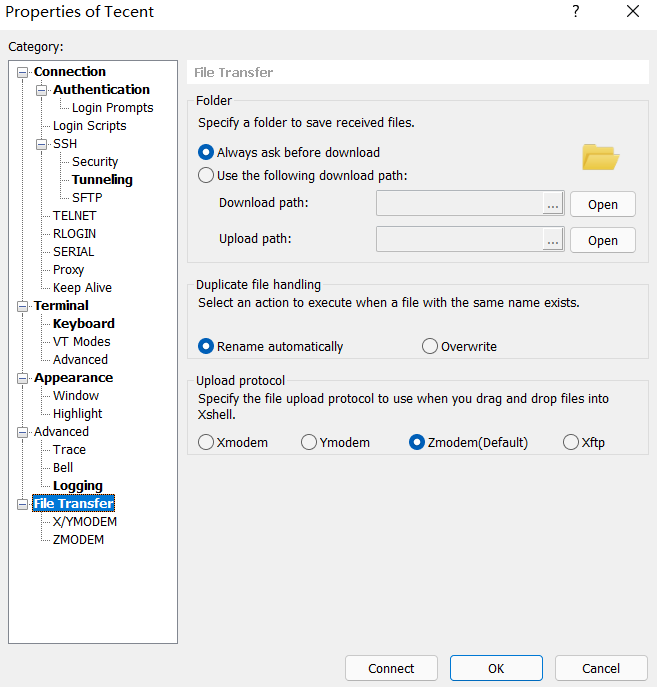 Properties of Tecent
?
Category:
Connection
Authentication
Login Prompts
Login Scripts
SSH
Security
Tunneling
SFTP
TELNET
RLOGIN
SERIAL
Proxy
Keep Alive
Terminal
Keyboard
VT Modes
Advanced
Appearance
Window
Highlight
Advanced
Trace
Bell
Logging
File Transfer
X/YMODEM
ZMODEM
File Transfer
Folder
Specify a folder to save received files.
Always ask before download
Use the following download path:
Download path:
...
Open
Upload path:
...
Open
Duplicate file handling
Select an action to execute when a file with the same name exists.
Rename automatically
Overwrite
Upload protocol
Specify the file upload protocol to use when you drag and drop files into
Xshell.
Xmodem
Ymodem
Zmodem(Default)
Xftp
Connect
OK
Cancel